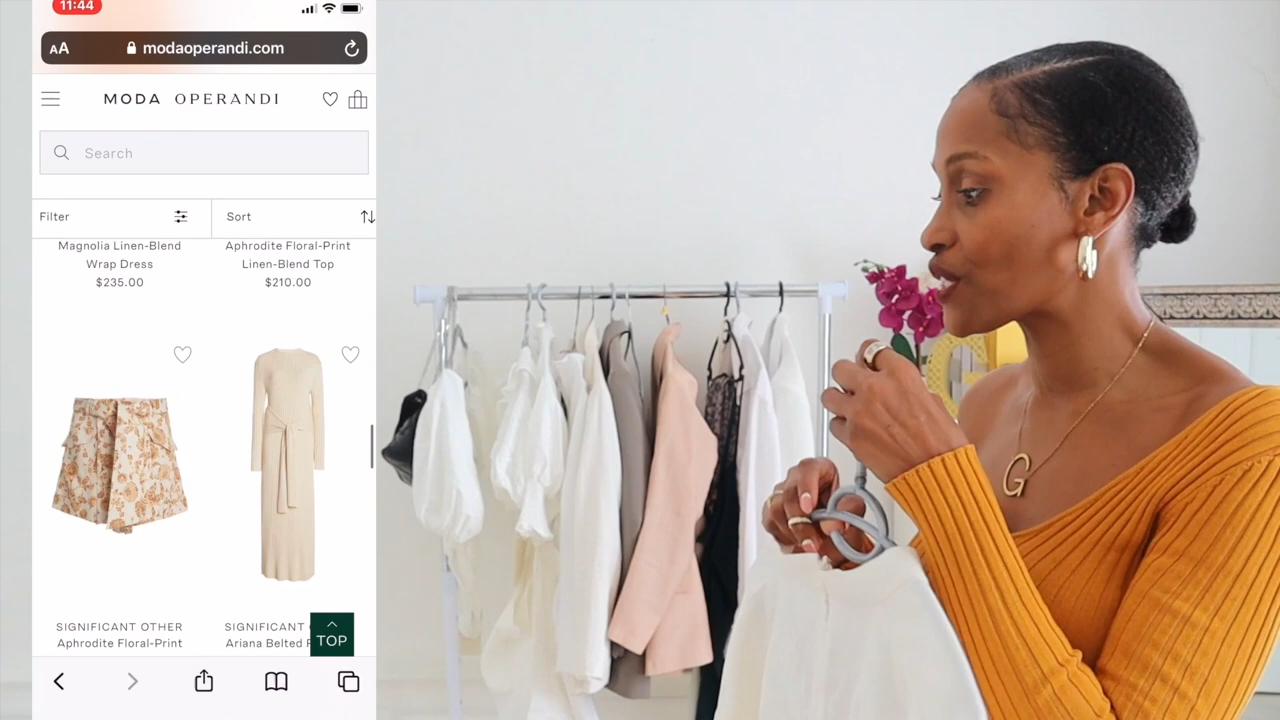 11:44
AA modaoperandi.com
MODA OPERANDI
Search
Filter
Sort
Magnolia Linen-Blend
Wrap Dress
$235.00
Aphrodite Floral-Print
Linen-Blend Top
$210.00
SIGNIFICANT OTHER
Aphrodite Floral-Print
SIGNIFICANT
Ariana Belted
TOP
G
G